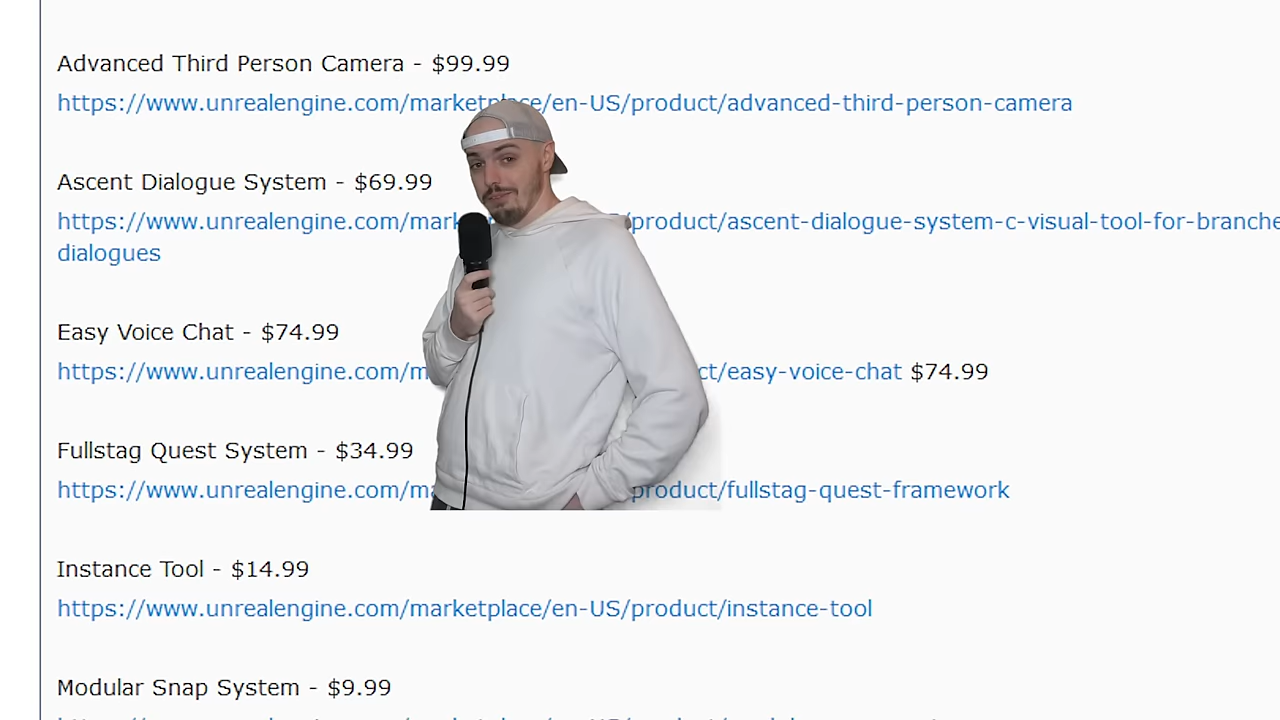 Advanced Third Person Camera - $99.99
https://www.unrealengine.com/marketplace/en-US/product/advanced-third-person-camera
Ascent Dialogue System - $69.99
https://www.unrealengine.com/mark product/ascent-dialogue-system-c-visual-tool-for-branche
dialogues
Easy Voice Chat - $74.99
https://www.unrealengine.com/m ct/easy-voice-chat $74.99
Fullstag Quest System - $34.99
https://www.unrealengine.com/ma product/fullstag-quest-framework
Instance Tool - $14.99
https://www.unrealengine.com/marketplace/en-US/product/instance-tool
Modular Snap System - $9.99